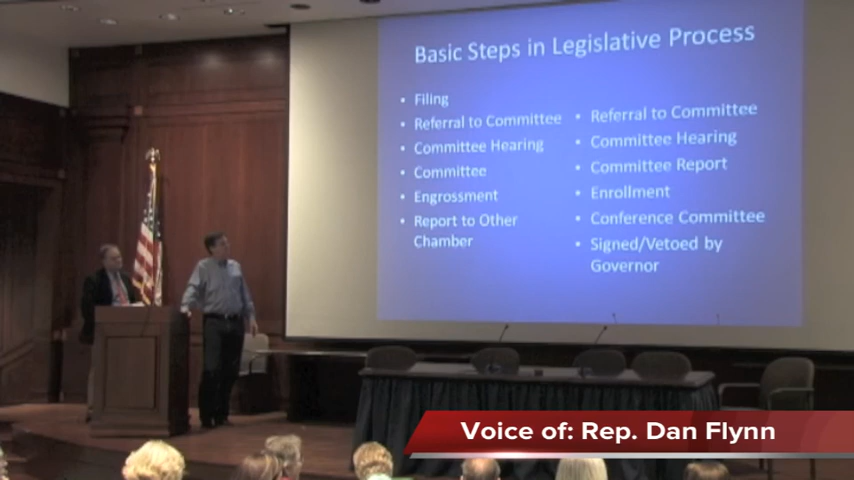 Basic Steps in Legislative Process
• Filing
• Referral to Committee
• Committee Hearing
• Committee
• Engrossment
• Report to Other
Chamber
• Referral to Committee
• Committee Hearing
• Committee Report
• Enrollment
• Conference Committee
• Signed/Vetoed by
Governor
Voice of: Rep. Dan Flynn